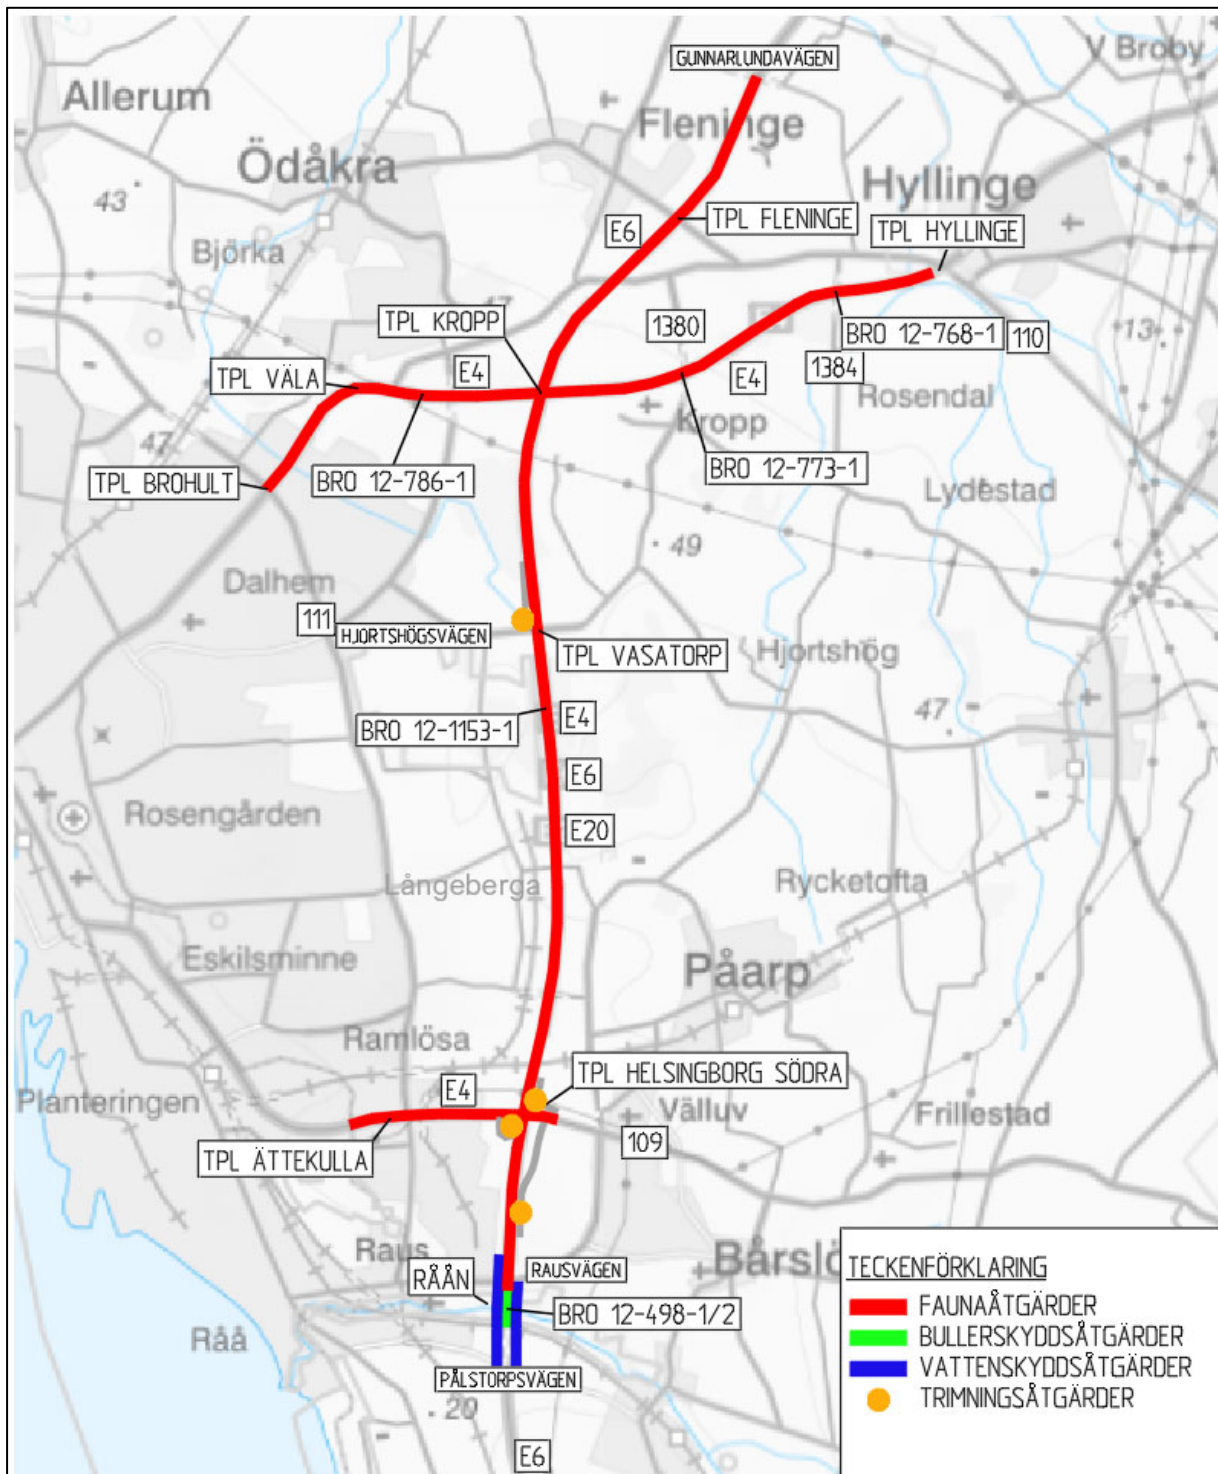 GUNNARLUNDAVÄGEN
V Broby
Allerum
Fleninge
Ödåkra
Hyllinge
43
TPL FLENINGE
TPL HYLLINGE
E6
Björka
47
TPL KROPP
1380
BRO 12-768-1
110
13
1384
E4
TPL VÄLA
E4
Rosendal
Kropp
47
TPL BROHULT
BRO 12-786-1
BRO 12-773-1
Lydestad
49
Dalhem
111
HJORTSHÖGSVÄGEN
TPL VASATORP
Hjortshög
47
BRO 12-1153-1
E4
E6
Rosengården
E20
Långeberga
Rycketofta
Eskilsminne
Påarp
Ramlösa
TPL HELSINGBORG SÖDRA
E4
Planteringen
Välluv
Frillestad
109
TPL ÄTTEKULLA
Raus
Bårslö
RÅÅN
RAUSVÄGEN
BRO 12-498-1/2
Råå
PÅLSTORPSVÄGEN
20
E6
TECKENFÖRKLARING
FAUNAÅTGÄRDER
BULLERSKYDDSÅTGÄRDER
VATTENSKYDDSÅTGÄRDER
TRIMNINGSÅTGÄRDER